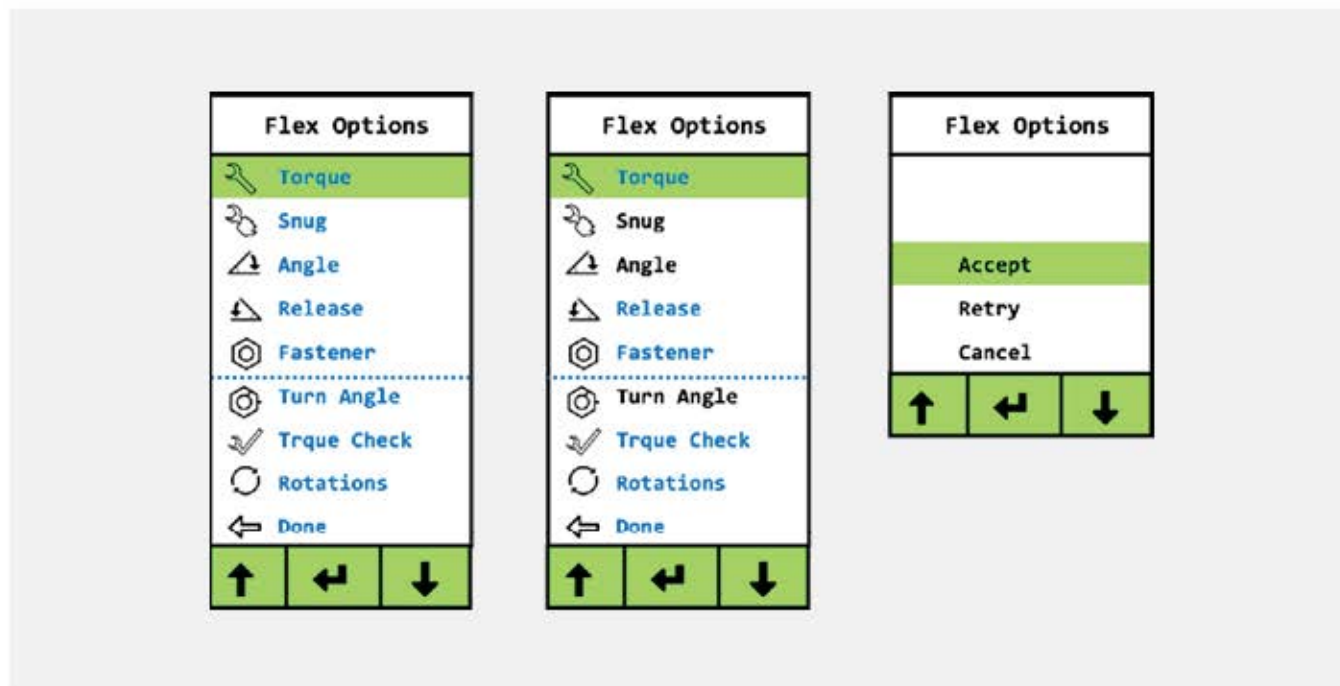 Flex Options
Torque
Snug
Angle
Release
Fastener
Turn Angle
Trque Check
Rotations
Done
Flex Options
Torque
Snug
Angle
Release
Fastener
Turn Angle
Trque Check
Rotations
Done
Flex Options
Accept
Retry
Cancel